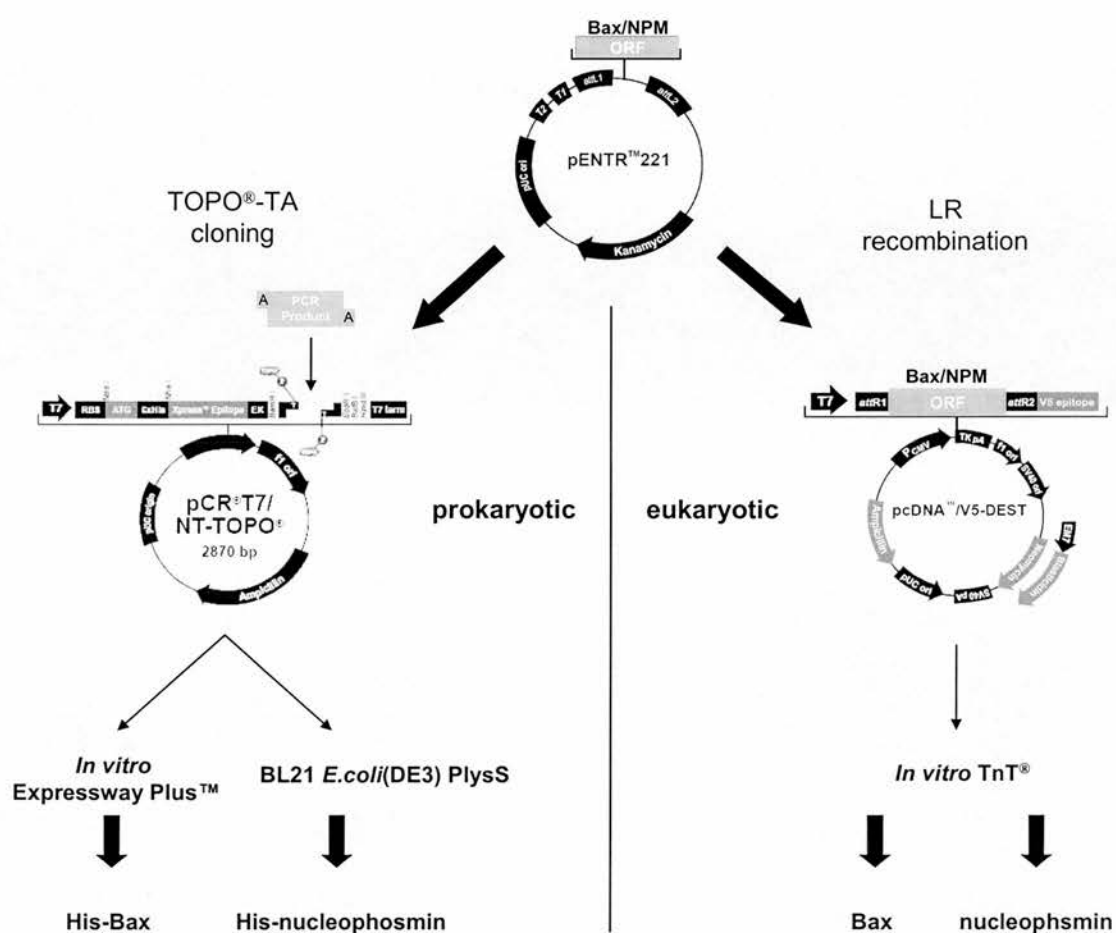 Bax/NPM
ORF
attL1
attL2
T1
T2
pUC ori
pENTR™221
Kanamycin
TOPO®-TA
cloning
LR
recombination
A
PCR
Product
A
T7
RBS
ATG
6xHis
Xpress™ Epitope
EK
T7 term
f1 ori
pUC origin
pCR®T7/
NT-TOPO®
2870 bp
Ampicillin
prokaryotic
eukaryotic
Bax/NPM
T7
attR1
ORF
attR2
V5 epitope
PCMV
TK pA
f1 ori
SV40 ori
Ampicillin
pcDNA™/V5-DEST
EM7
Neomycin
Blasticidin
pUC ori
SV40 pA
In vitro
Expressway Plus™
BL21 E.coli(DE3) PlysS
In vitro TnT®
His-Bax
His-nucleophosmin
Bax
nucleophsmin